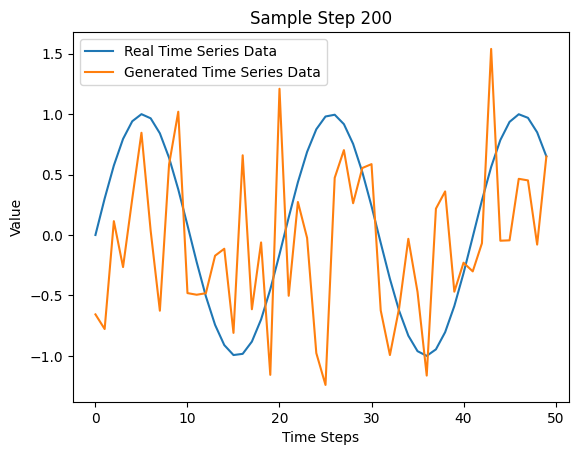 Sample Step 200
Real Time Series Data
Generated Time Series Data
1.5
1.0
0.5
0.0
−0.5
−1.0
Value
0 10 20 30 40 50
Time Steps